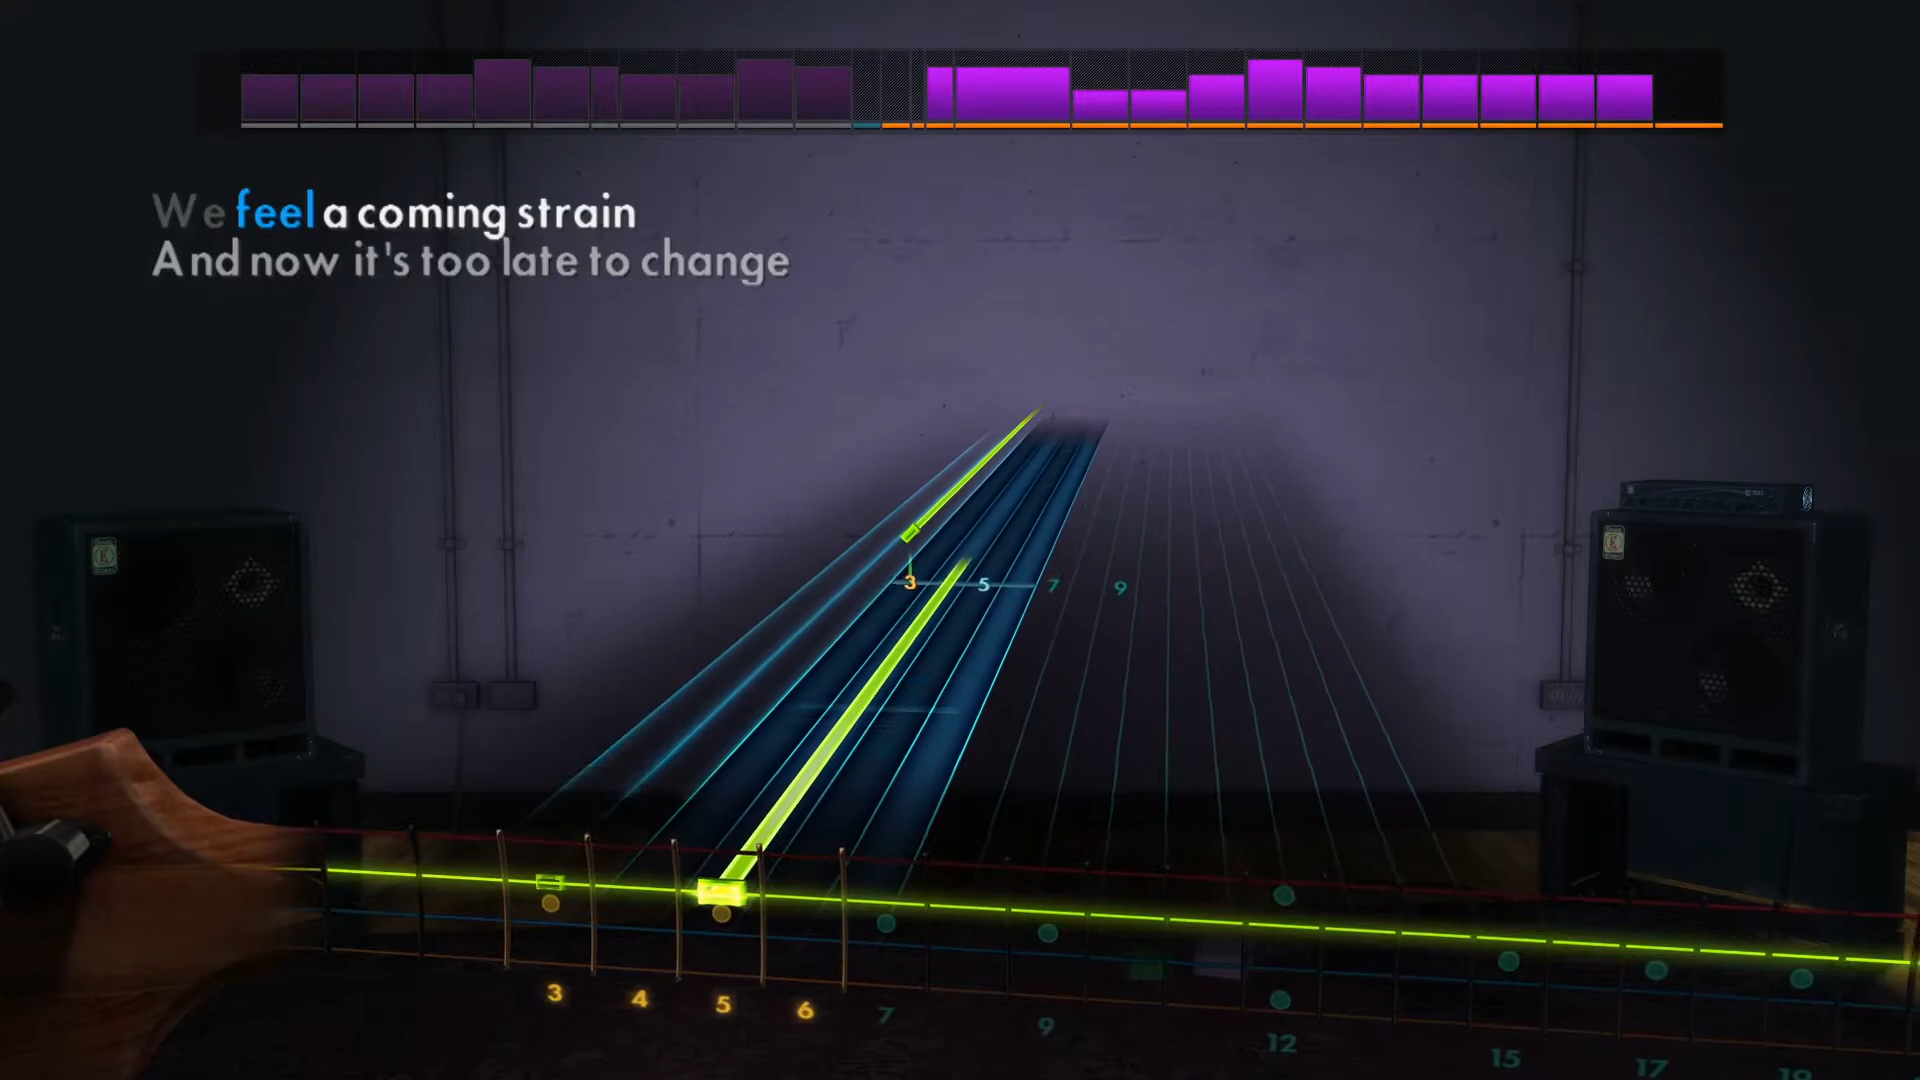 We feel a coming strain
And now it's too late to change
3 5 7 9
3 4 5 6 7 9 12 15 17 19